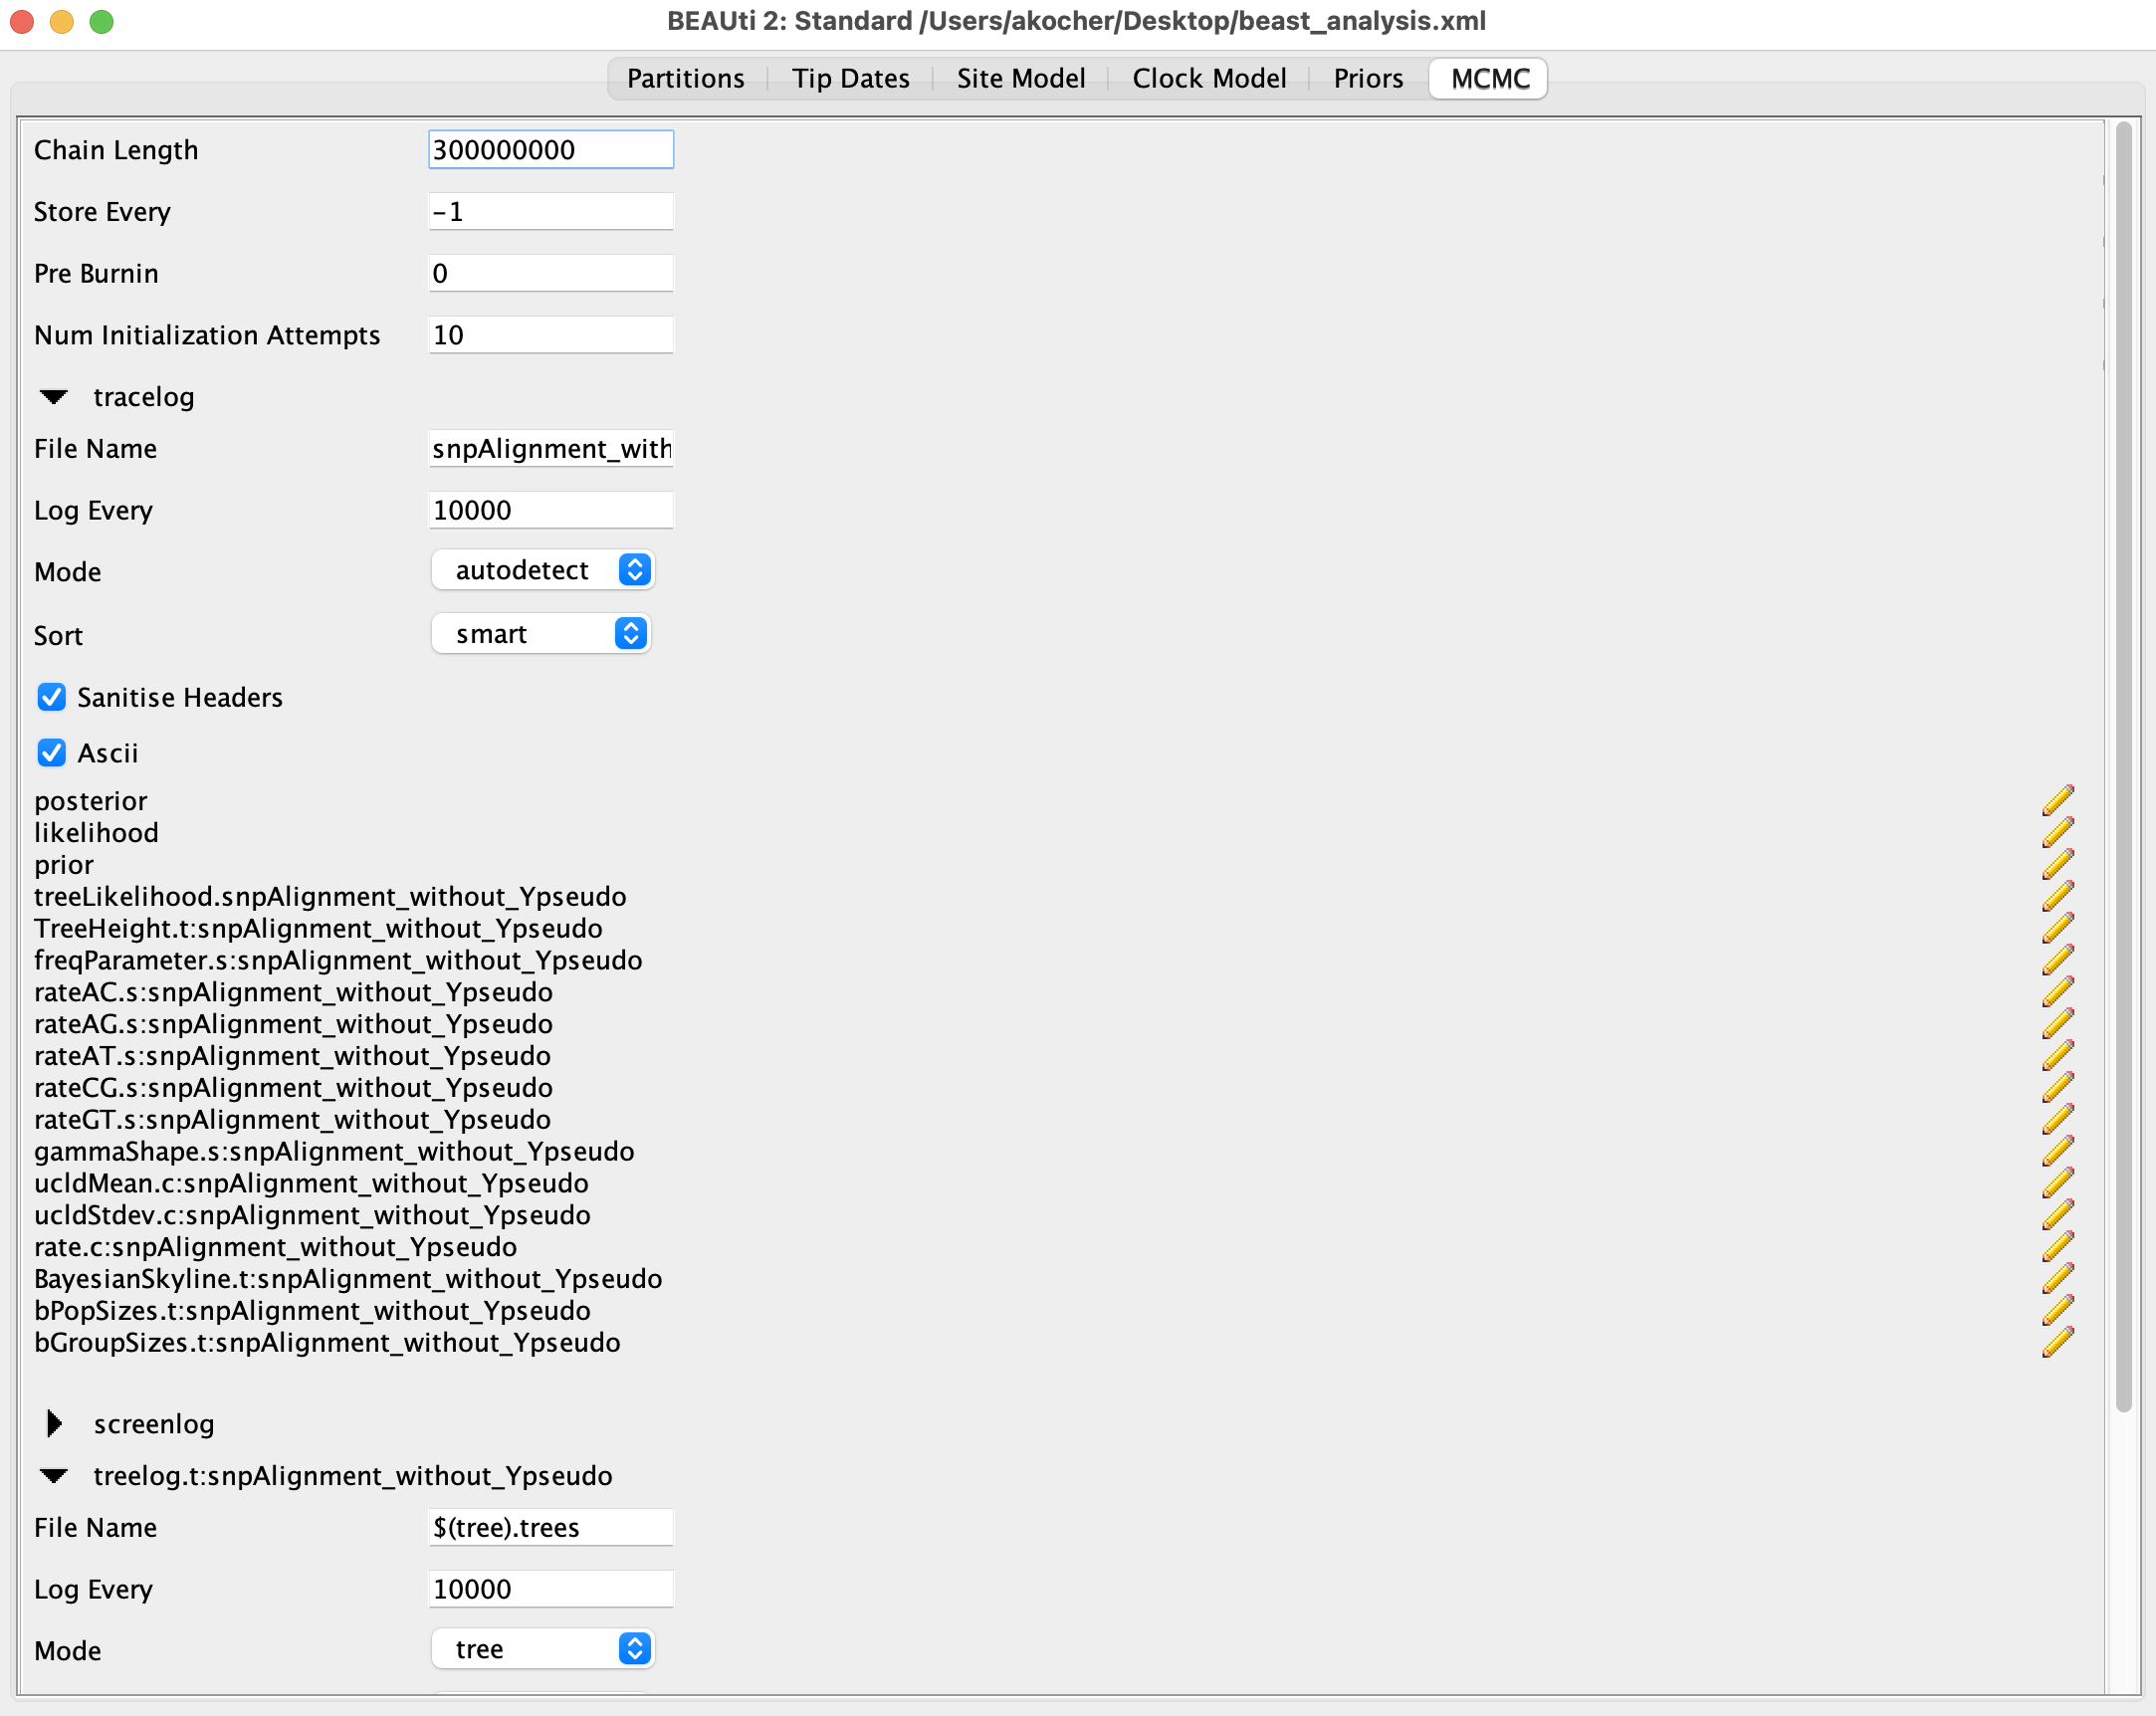 BEAUti 2: Standard /Users/akocher/Desktop/beast_analysis.xml
Partitions Tip Dates Site Model Clock Model Priors MCMC
Chain Length 300000000
Store Every -1
Pre Burnin 0
Num Initialization Attempts 10
tracelog
File Name snpAlignment_with
Log Every 10000
Mode autodetect
Sort smart
Sanitise Headers
Ascii
posterior
likelihood
prior
treeLikelihood.snpAlignment_without_Ypseudo
TreeHeight.t:snpAlignment_without_Ypseudo
freqParameter.s:snpAlignment_without_Ypseudo
rateAC.s:snpAlignment_without_Ypseudo
rateAG.s:snpAlignment_without_Ypseudo
rateAT.s:snpAlignment_without_Ypseudo
rateCG.s:snpAlignment_without_Ypseudo
rateGT.s:snpAlignment_without_Ypseudo
gammaShape.s:snpAlignment_without_Ypseudo
ucldMean.c:snpAlignment_without_Ypseudo
ucldStdev.c:snpAlignment_without_Ypseudo
rate.c:snpAlignment_without_Ypseudo
BayesianSkyline.t:snpAlignment_without_Ypseudo
bPopSizes.t:snpAlignment_without_Ypseudo
bGroupSizes.t:snpAlignment_without_Ypseudo
screenlog
treelog.t:snpAlignment_without_Ypseudo
File Name $(tree).trees
Log Every 10000
Mode tree